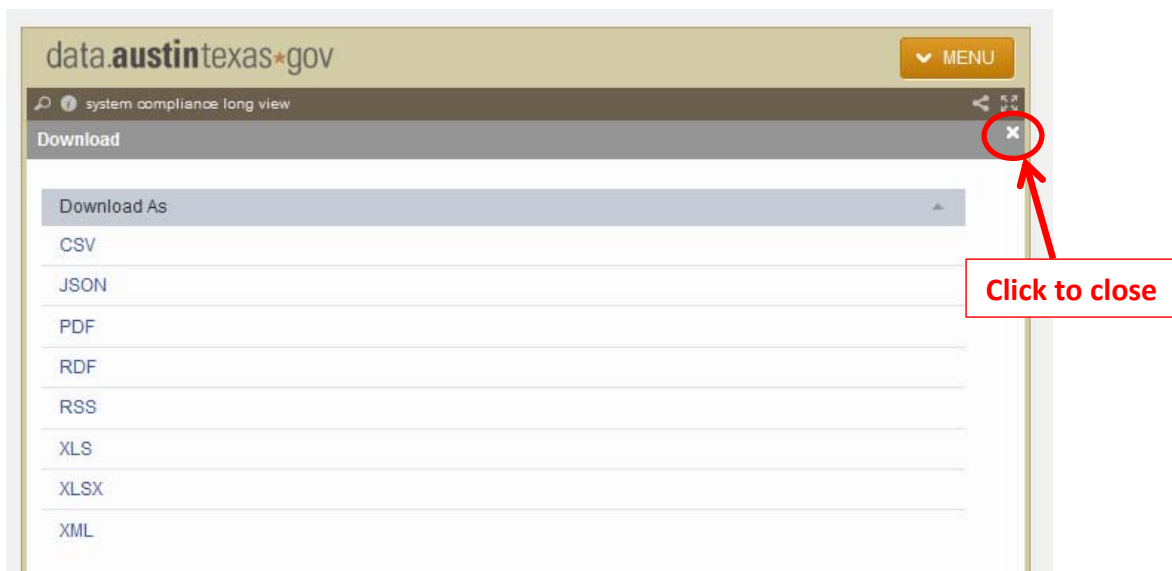 data.austintexas★gov
MENU
system compliance long view
Download
Download As
CSV
JSON
Click to close
PDF
RDF
RSS
XLS
XLSX
XML